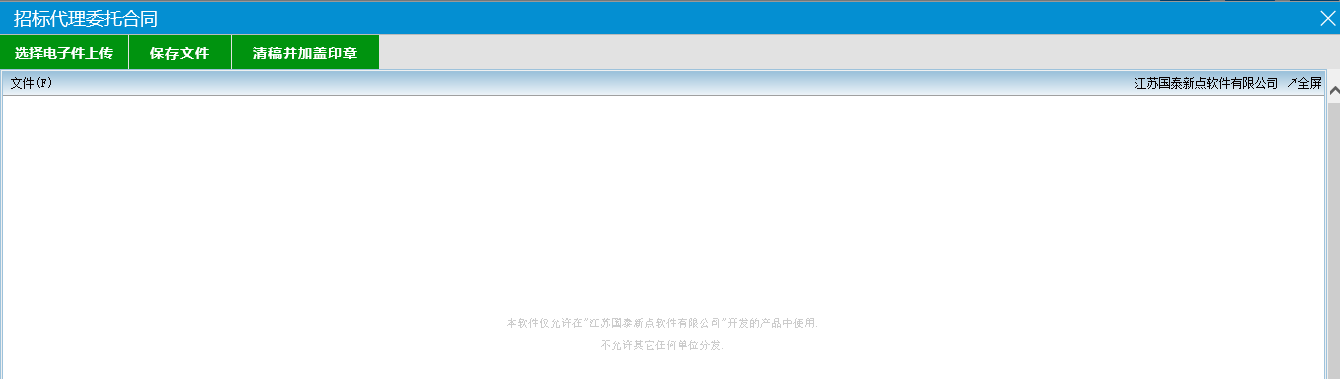 招标代理委托合同
选择电子件上传 保存文件 清稿并加盖印章
文件(F) 江苏国泰新点软件有限公司 ↗全屏
本软件仅允许在"江苏国泰新点软件有限公司"开发的产品中使用.
不允许其它任何单位分发.